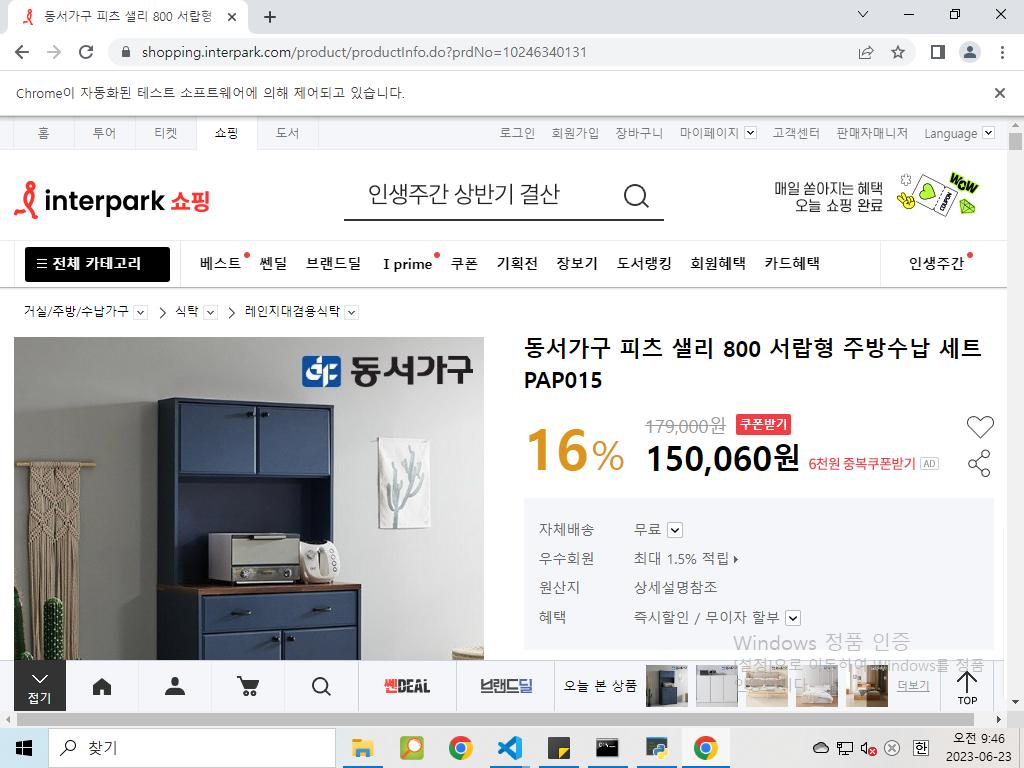 동서가구 피츠 샐리 800 서랍형
shopping.interpark.com/product/productInfo.do?prdNo=10246340131
Chrome이 자동화된 테스트 소프트웨어에 의해 제어되고 있습니다.
홈 투어 티켓 쇼핑 도서 로그인 회원가입 장바구니 마이페이지 고객센터 판매자매니저 Language
interpark 쇼핑
인생주간 상반기 결산
매일 쏟아지는 혜택
오늘 쇼핑 완료
WOW
COUPON
전체 카테고리 베스트 쎈딜 브랜드딜 I prime 쿠폰 기획전 장보기 도서랭킹 회원혜택 카드혜택 인생주간
거실/주방/수납가구 식탁 레인지대겸용식탁
동서가구
동서가구 피츠 샐리 800 서랍형 주방수납 세트
PAP015
16%
179,000원 쿠폰받기
150,060원 6천원 중복쿠폰받기 AD
자체배송 무료
우수회원 최대 1.5% 적립
원산지 상세설명참조
혜택 즉시할인 / 무이자 할부
Windows 정품 인증
[설정]으로 이동하여 Windows를 정품
접기
쎈DEAL 브랜드딜 오늘 본 상품 더보기 TOP
찾기
한
오전 9:46
2023-06-23